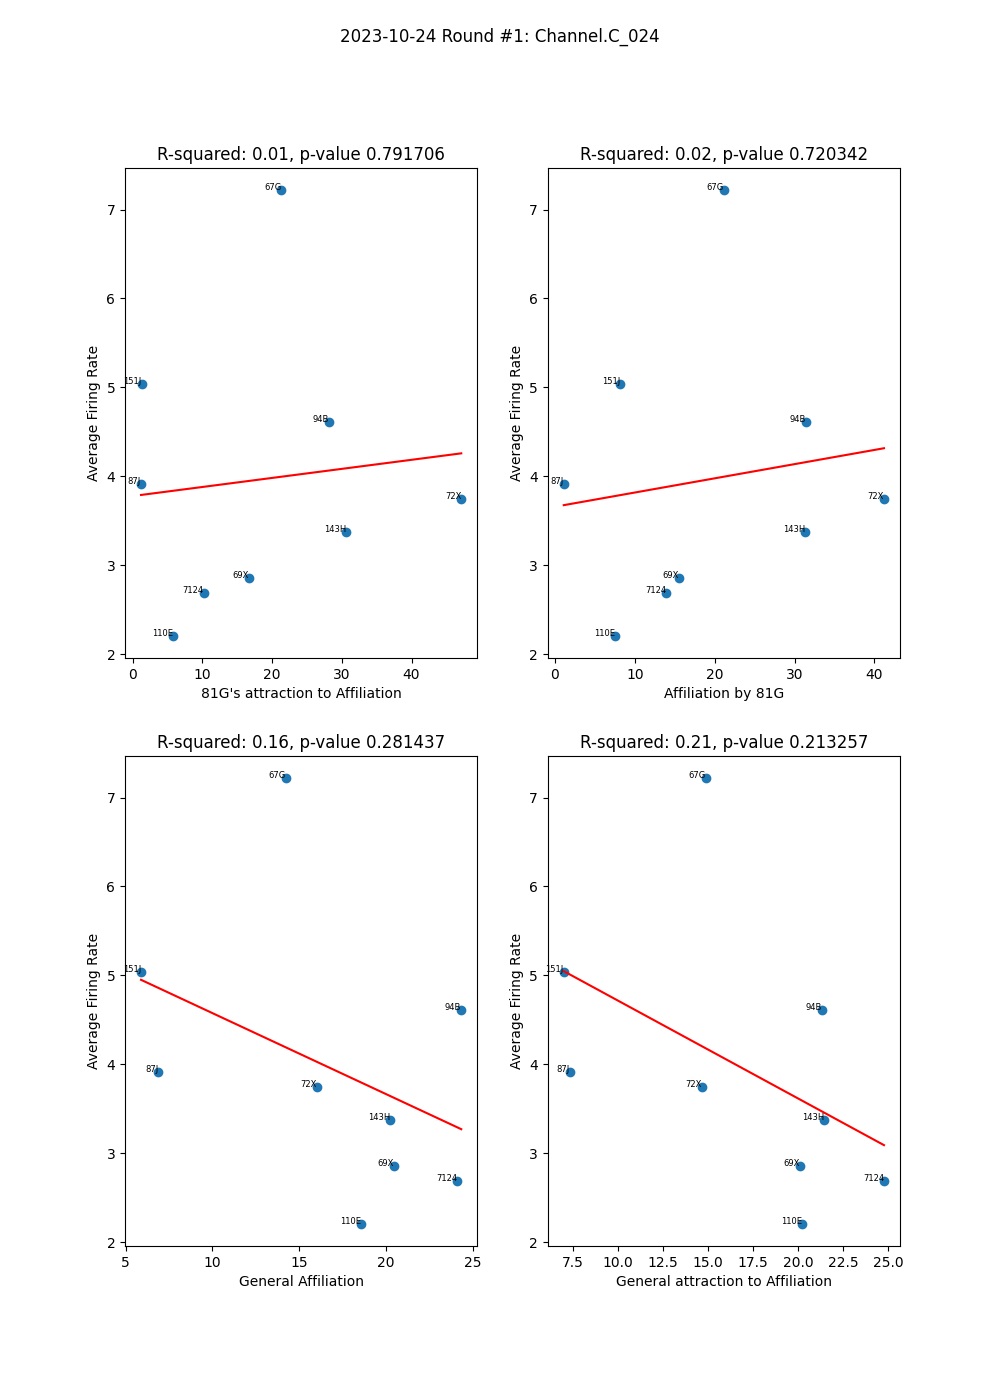 2023-10-24 Round #1: Channel.C_024
R-squared: 0.01, p-value 0.791706
Average Firing Rate
7
6
5
4
3
2
67G
151J
94B
87J
72X
143H
69X
7124
110E
0 10 20 30 40
81G's attraction to Affiliation
R-squared: 0.02, p-value 0.720342
Average Firing Rate
7
6
5
4
3
2
67G
151J
94B
87J
72X
143H
69X
7124
110E
0 10 20 30 40
Affiliation by 81G
R-squared: 0.16, p-value 0.281437
Average Firing Rate
7
6
5
4
3
2
67G
151J
94B
87J
72X
143H
69X
7124
110E
5 10 15 20 25
General Affiliation
R-squared: 0.21, p-value 0.213257
Average Firing Rate
7
6
5
4
3
2
67G
151J
94B
87J
72X
143H
69X
7124
110E
7.5 10.0 12.5 15.0 17.5 20.0 22.5 25.0
General attraction to Affiliation